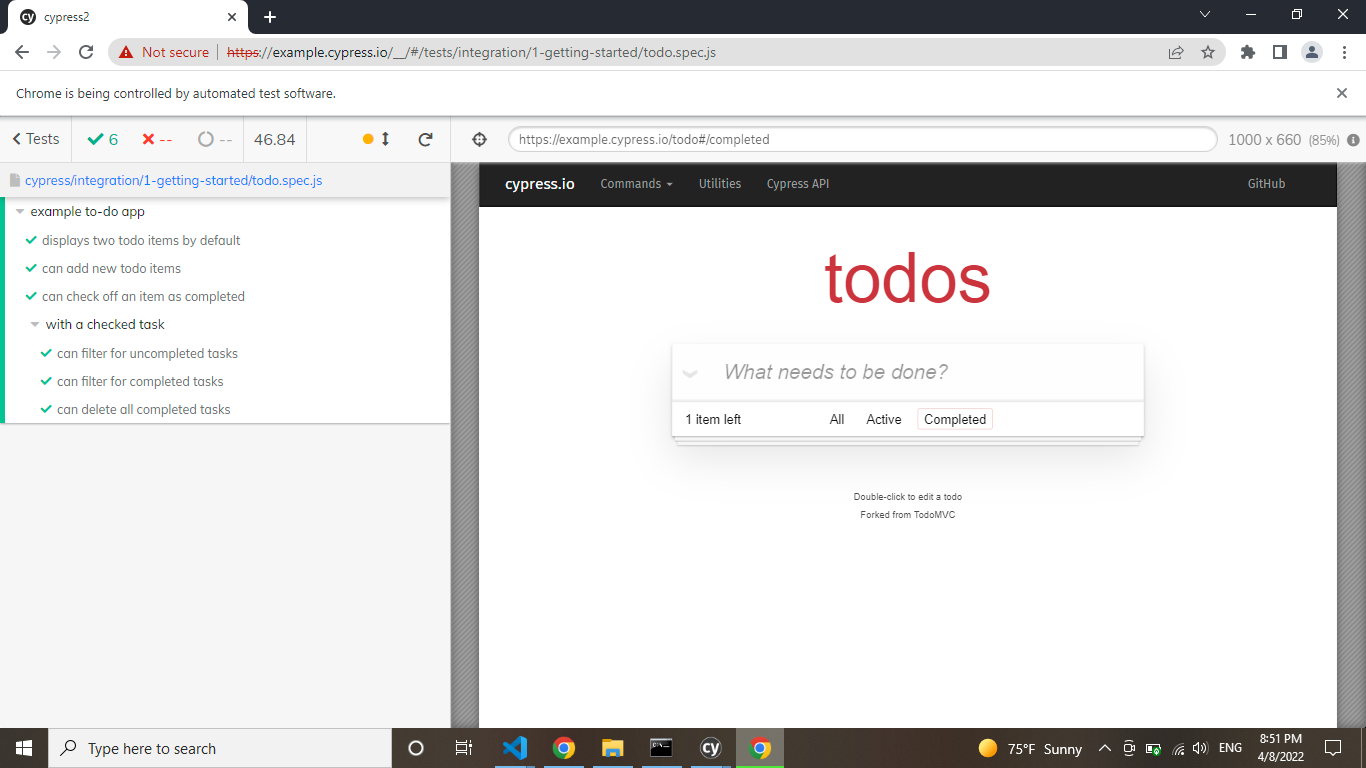 cypress2
Not secure
https://example.cypress.io/__/#/tests/integration/1-getting-started/todo.spec.js
Chrome is being controlled by automated test software.
Tests
6
--
--
46.84
https://example.cypress.io/todo#/completed
1000 x 660 (85%)
cypress/integration/1-getting-started/todo.spec.js
example to-do app
displays two todo items by default
can add new todo items
can check off an item as completed
with a checked task
can filter for uncompleted tasks
can filter for completed tasks
can delete all completed tasks
cypress.io
Commands
Utilities
Cypress API
GitHub
todos
What needs to be done?
1 item left
All
Active
Completed
Double-click to edit a todo
Forked from TodoMVC
Type here to search
cy
75°F Sunny
ENG
8:51 PM
4/8/2022